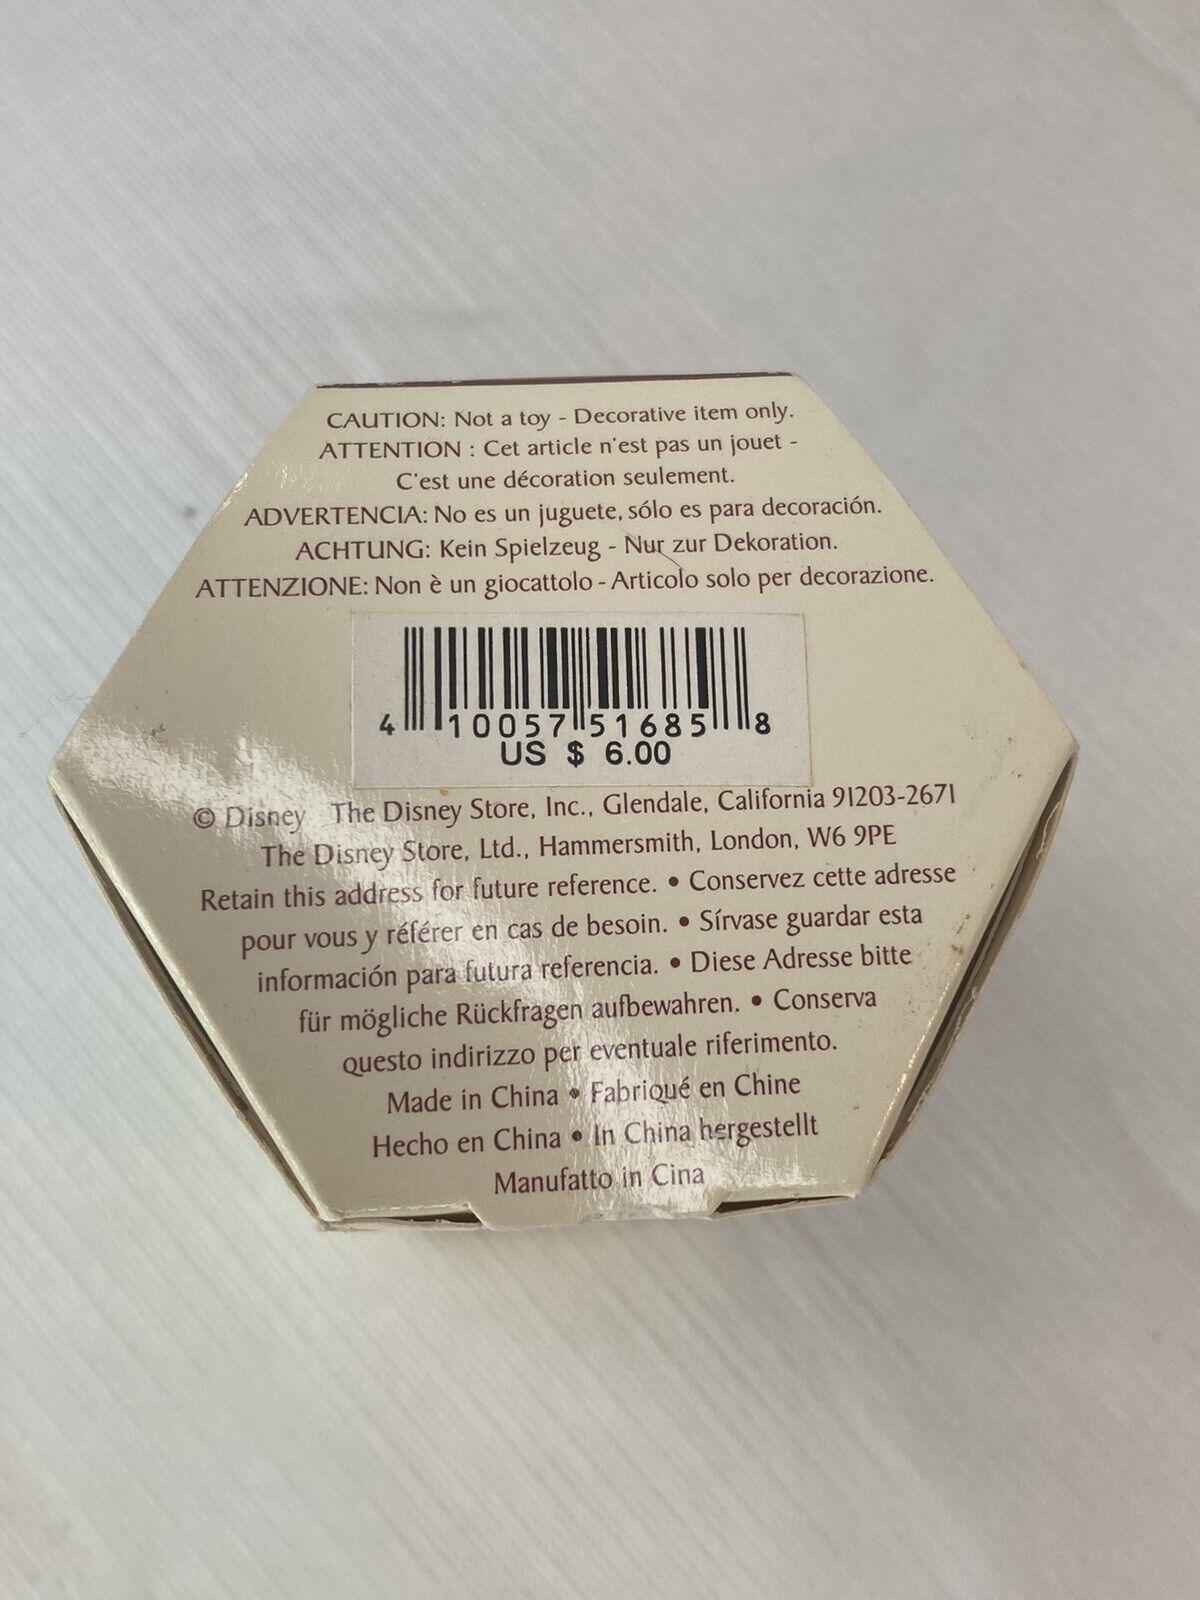 CAUTION: Not a toy - Decorative item only.
ATTENTION : Cet article n'est pas un jouet -
C'est une décoration seulement.
ADVERTENCIA: No es un juguete, sólo es para decoración.
ACHTUNG: Kein Spielzeug - Nur zur Dekoration.
ATTENZIONE: Non è un giocattolo - Articolo solo per decorazione.
4 10057 51685 8
US $ 6.00
© Disney The Disney Store, Inc., Glendale, California 91203-2671
The Disney Store, Ltd., Hammersmith, London, W6 9PE
Retain this address for future reference. • Conservez cette adresse
pour vous y référer en cas de besoin. • Sírvase guardar esta
información para futura referencia. • Diese Adresse bitte
für mögliche Rückfragen aufbewahren. • Conserva
questo indirizzo per eventuale riferimento.
Made in China • Fabriqué en Chine
Hecho en China • In China hergestellt
Manufatto in Cina